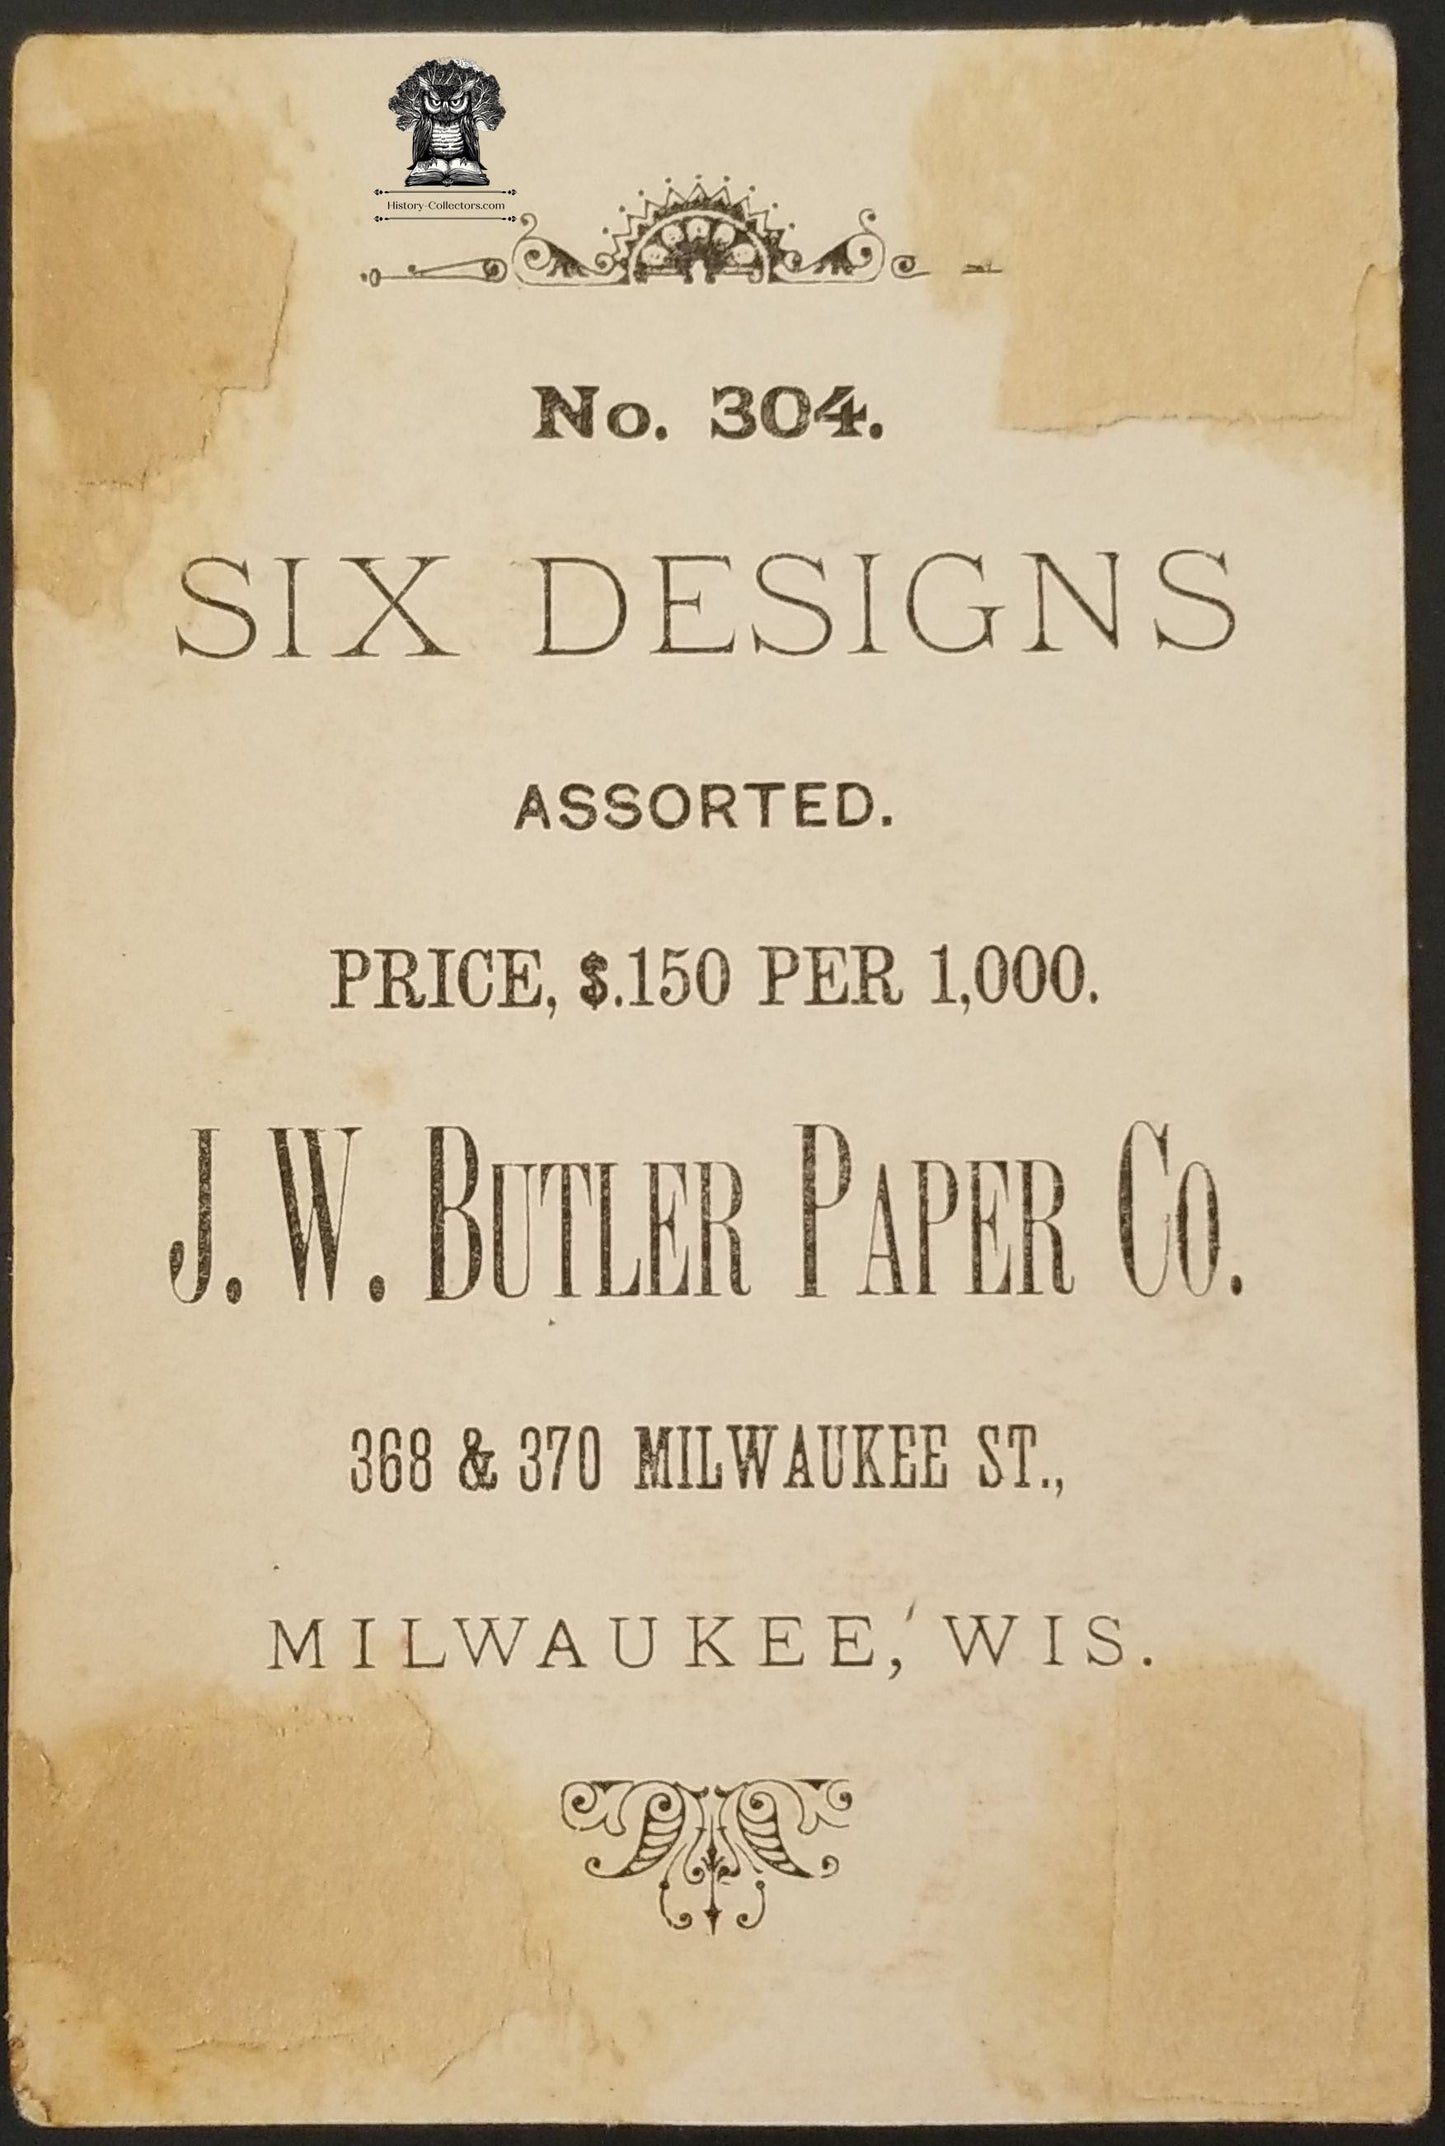 History-Collectors.com
No. 304.
SIX DESIGNS
ASSORTED.
PRICE, $.150 PER 1,000.
J. W. BUTLER PAPER CO.
368 & 370 MILWAUKEE ST.,
MILWAUKEE, WIS.